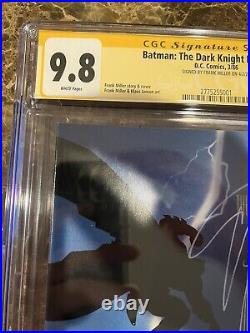 CGC Signature S
9.8
WHITE Pages
Batman: The Dark Knight
D.C. Comics, 3/86
SIGNED BY FRANK MILLER ON
Frank Miller story & cover
Frank Miller & Klaus Janson art
2775255001